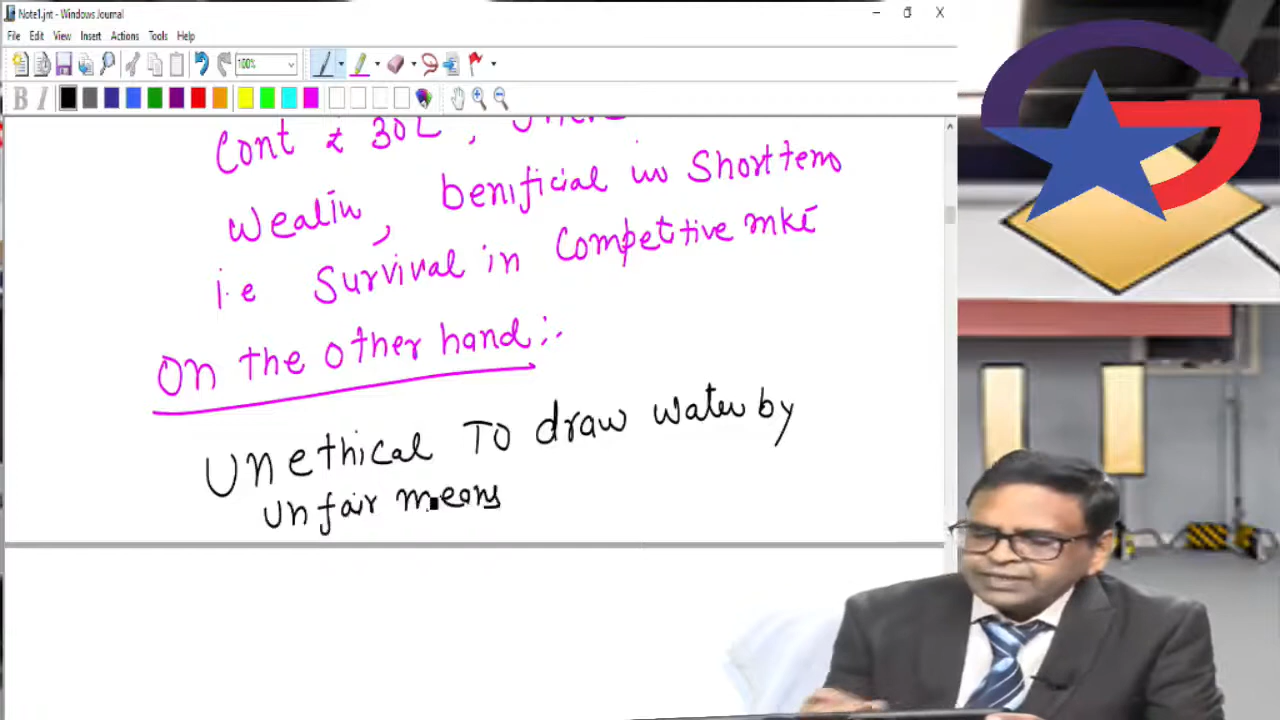 Note1.jnt - Windows Journal
File Edit View Insert Actions Tools Help
100%
B I
Cont ₹ 30L,
Wealth, benificial in Short term
i.e Survival in Competitive mkt
On the other hand :-
Unethical TO draw water by
Unfair means